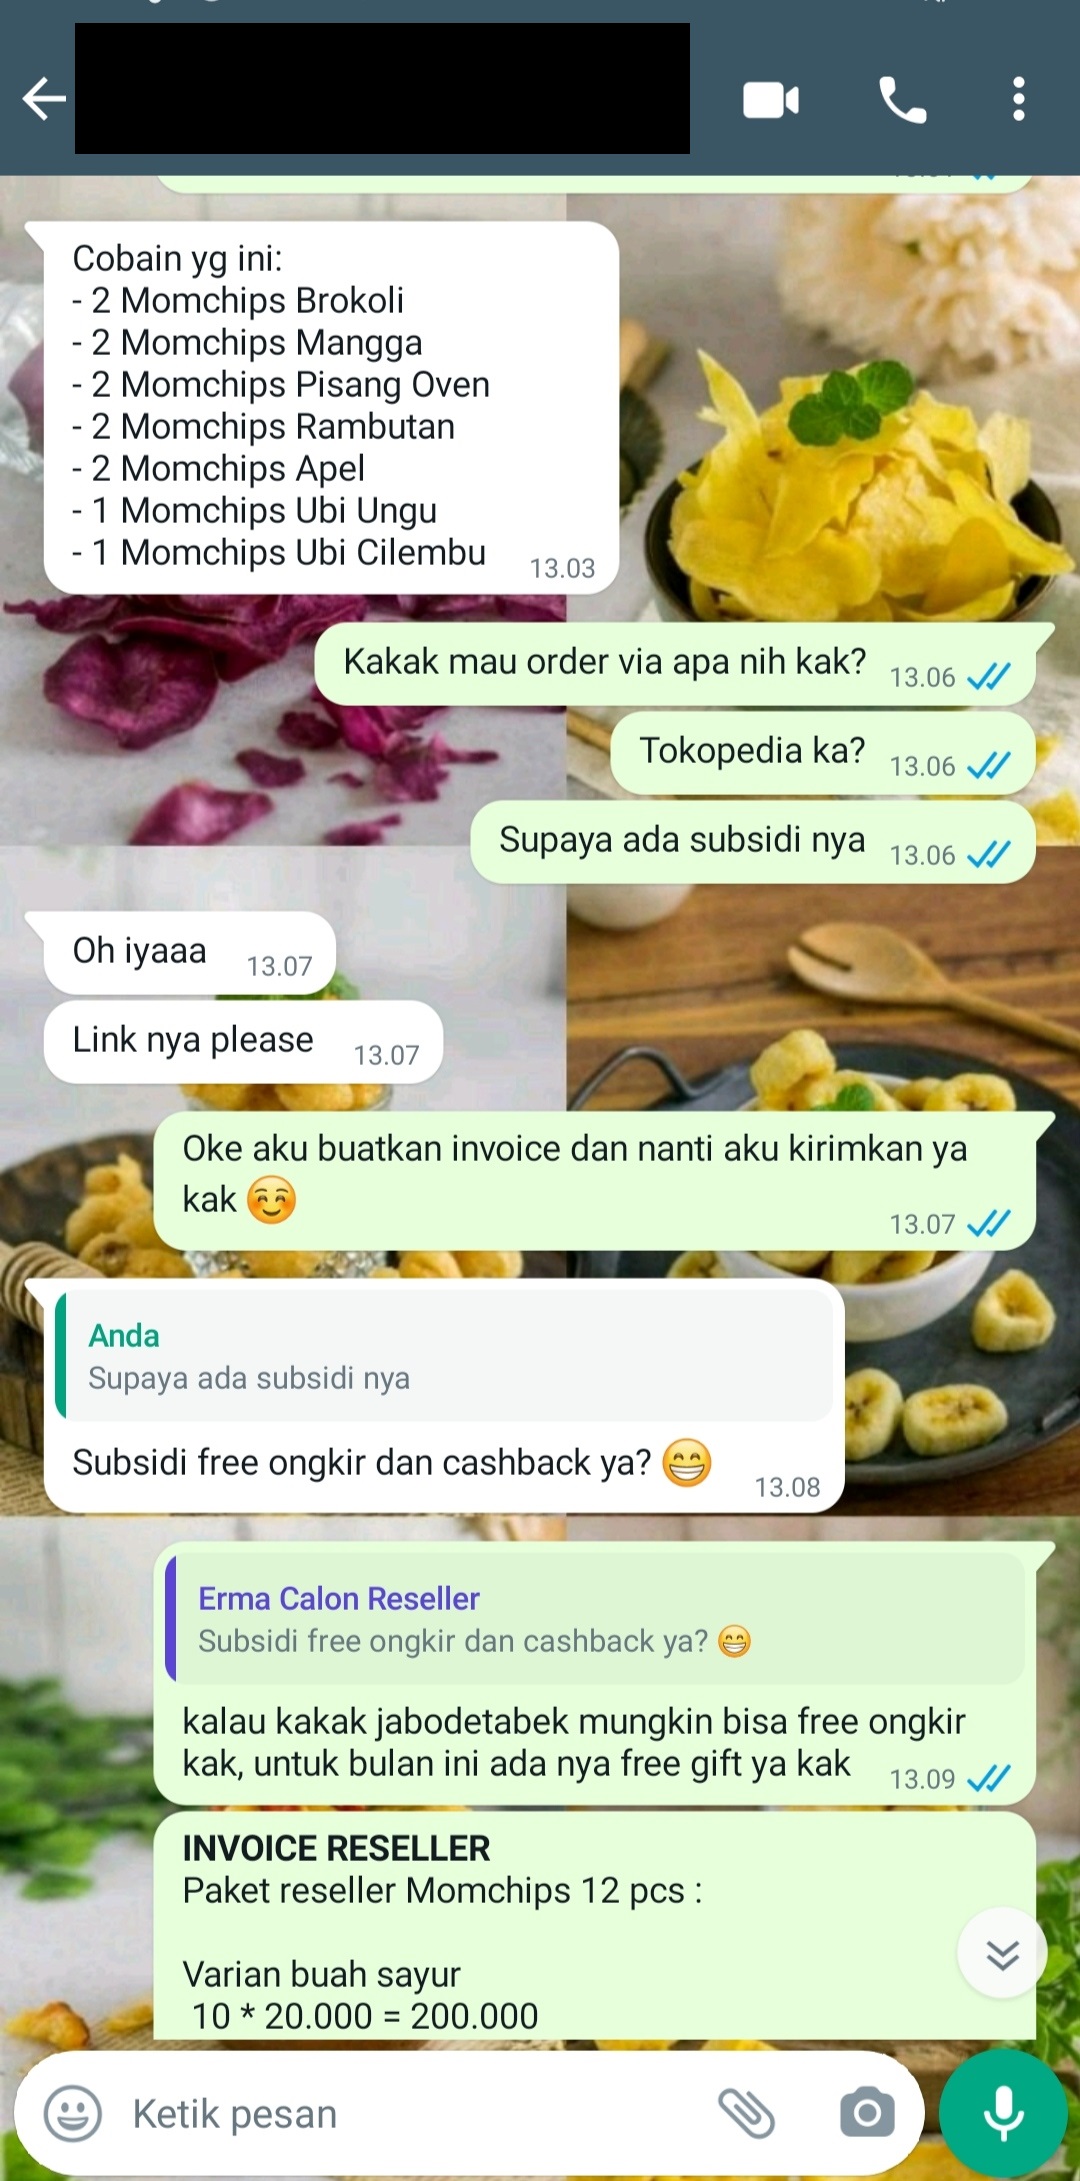 Cobain yg ini:
- 2 Momchips Brokoli
- 2 Momchips Mangga
- 2 Momchips Pisang Oven
- 2 Momchips Rambutan
- 2 Momchips Apel
- 1 Momchips Ubi Ungu
- 1 Momchips Ubi Cilembu
13.03
Kakak mau order via apa nih kak?
13.06
Tokopedia ka?
13.06
Supaya ada subsidi nya
13.06
Oh iyaaa
13.07
Link nya please
13.07
Oke aku buatkan invoice dan nanti aku kirimkan ya
kak 😊
13.07
Anda
Supaya ada subsidi nya
Subsidi free ongkir dan cashback ya? 😁
13.08
Erma Calon Reseller
Subsidi free ongkir dan cashback ya? 😁
kalau kakak jabodetabek mungkin bisa free ongkir
kak, untuk bulan ini ada nya free gift ya kak
13.09
INVOICE RESELLER
Paket reseller Momchips 12 pcs :
Varian buah sayur
10 * 20.000 = 200.000
Ketik pesan